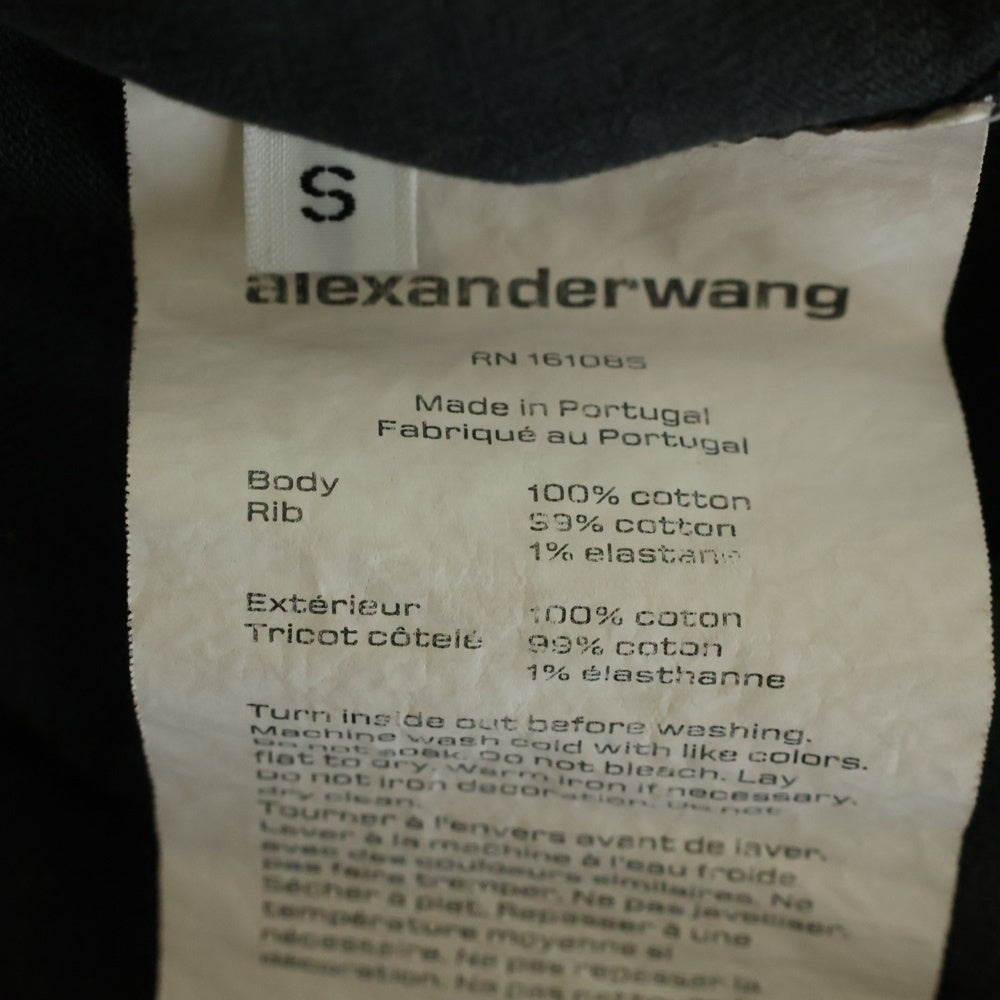 S
alexanderwang
RN 161085
Made in Portugal
Fabriqué au Portugal
Body 100% cotton
Rib 99% cotton
1% elastane
Extérieur 100% coton
Tricot côtelé 99% coton
1% élasthanne
Turn inside out before washing.
Machine wash cold with like colors.
Do not soak. Do not bleach. Lay
flat to dry. Warm iron if necessary.
Do not iron decoration. Do not
dry clean.
Tourner à l'envers avant de laver.
Laver à la machine à l'eau froide
avec des couleurs similaires. Ne
pas faire tremper. Ne pas javelliser.
Sécher à plat. Repasser à une
température moyenne si
nécessaire. Ne pas repasser la
décoration. Ne pas nettoyer